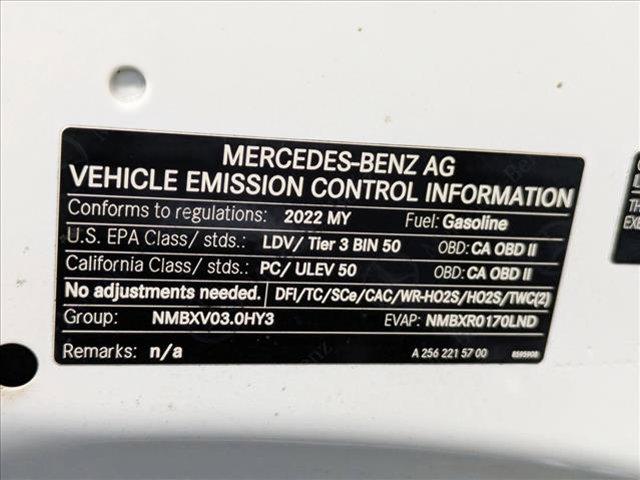 MERCEDES-BENZ AG
VEHICLE EMISSION CONTROL INFORMATION
Conforms to regulations: 2022 MY Fuel: Gasoline
U.S. EPA Class/ stds.: LDV/ Tier 3 BIN 50 OBD: CA OBD II
California Class/ stds.: PC/ ULEV 50 OBD: CA OBD II
No adjustments needed. DFI/TC/SCe/CAC/WR-HO2S/HO2S/TWC(2)
Group: NMBXV03.0HY3 EVAP: NMBXR0170LND
Remarks: n/a A 256 221 57 00